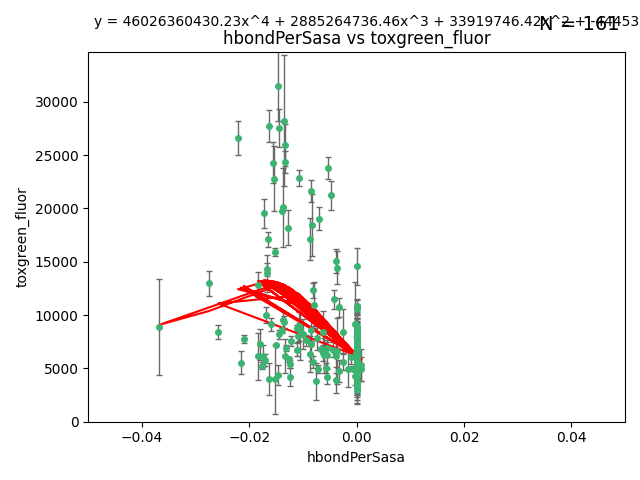 y = 46026360430.23x^4 + 2885264736.46x^3 + 33919746.42x^2 +
N = 161
hbondPerSasa vs toxgreen_fluor
toxgreen_fluor
30000
25000
20000
15000
10000
5000
0
−0.04 −0.02 0.00 0.02 0.04
hbondPerSasa